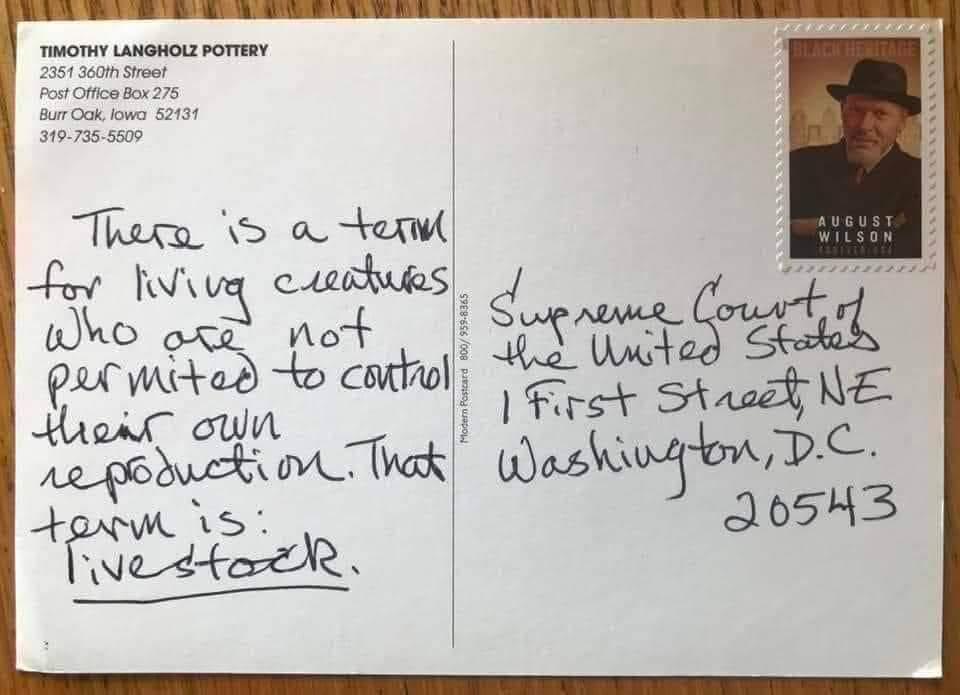 TIMOTHY LANGHOLZ POTTERY
2351 360th Street
Post Office Box 275
Burr Oak, Iowa 52131
319-735-5509
There is a term
for living creatures
who are not
permited to control
their own
reproduction. That
term is:
livestock.
Modern Postcard 800/959-8365
BLACK HERITAGE
AUGUST
WILSON
FOREVER USA
Supreme Court of
the United States
1 First Street, NE
Washington, D.C.
20543